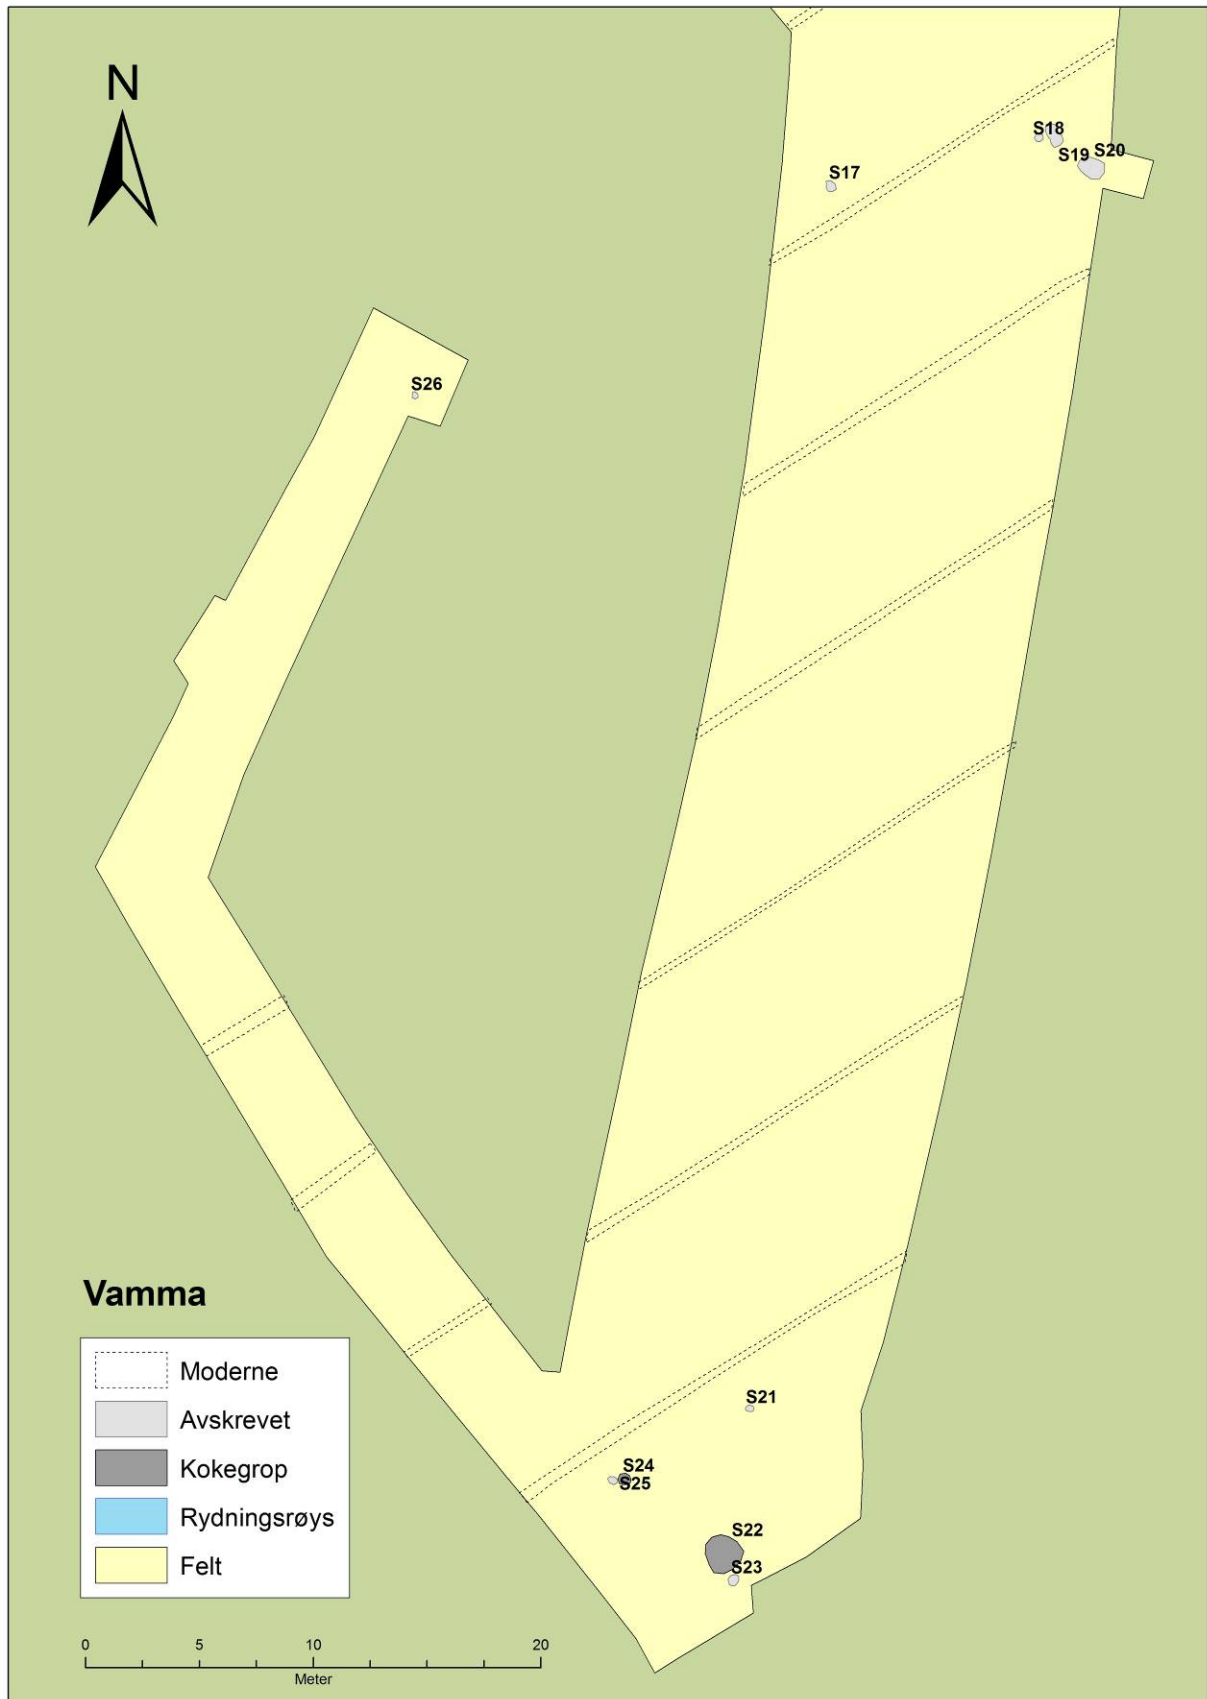 N
S18
S19 S20
S17
S26
S21
S24
S25
S22
S23
Vamma
Moderne
Avskrevet
Kokegrop
Rydningsrøys
Felt
0 5 10 20
Meter